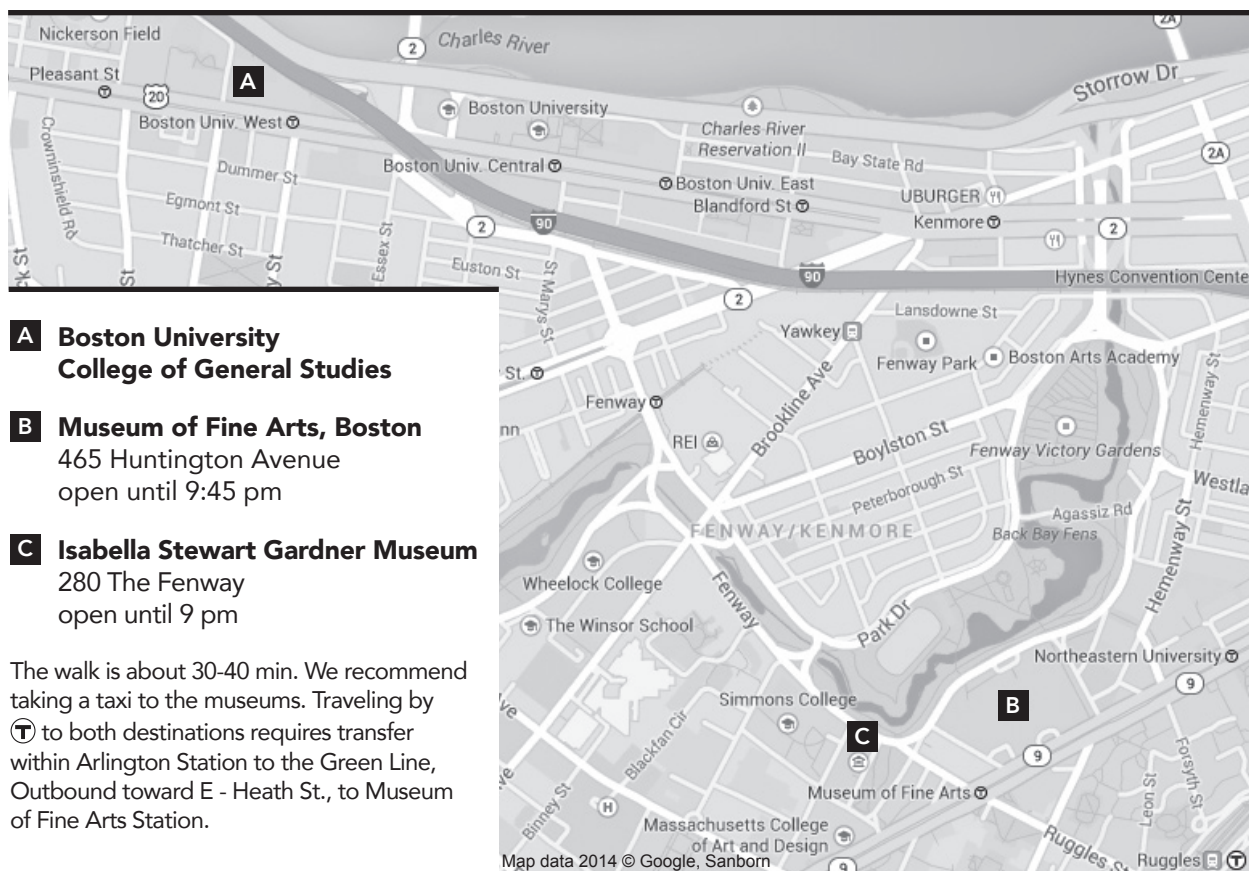 Nickerson Field
Charles River
2
2A
Pleasant St
20
A
Storrow Dr
Boston University
Boston Univ. West
Charles River
Reservation II
Crowninshield Rd
Dummer St
Boston Univ. Central
Bay State Rd
2A
Boston Univ. East
Egmont St
Blandford St
UBURGER
Kenmore
2
90
2
Thatcher St
Essex St
Euston St
St Marys St
90
Hynes Convention Cente
k St
St
y St
2
Lansdowne St
Yawkey
Fenway Park
Boston Arts Academy
y St.
Fenway
Brookline Ave
Hemenway St
nn
REI
Boylston St
Fenway Victory Gardens
Peterborough St
Westla
Agassiz Rd
FENWAY/KENMORE
Back Bay Fens
Wheelock College
Fenway
Hemenway St
The Winsor School
Park Dr
Northeastern University
9
Simmons College
B
ve
Blackfan Cir
C
9
Forsyth St
Leon St
Museum of Fine Arts
ve
Binney St
H
Massachusetts College
of Art and Design
Ruggles St
9
Ruggles
T
Map data 2014 © Google, Sanborn
A Boston University
College of General Studies
B Museum of Fine Arts, Boston
465 Huntington Avenue
open until 9:45 pm
C Isabella Stewart Gardner Museum
280 The Fenway
open until 9 pm
The walk is about 30-40 min. We recommend
taking a taxi to the museums. Traveling by
T to both destinations requires transfer
within Arlington Station to the Green Line,
Outbound toward E - Heath St., to Museum
of Fine Arts Station.